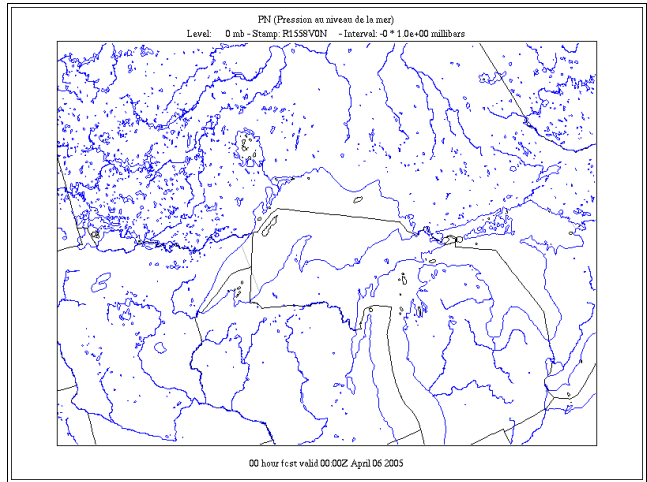 PN (Pression au niveau de la mer)
Level: 0 mb - Stamp: R1558V0N - Interval: -0 * 1.0e+00 millibars
00 hour fcst valid 00:00Z April 06 2005